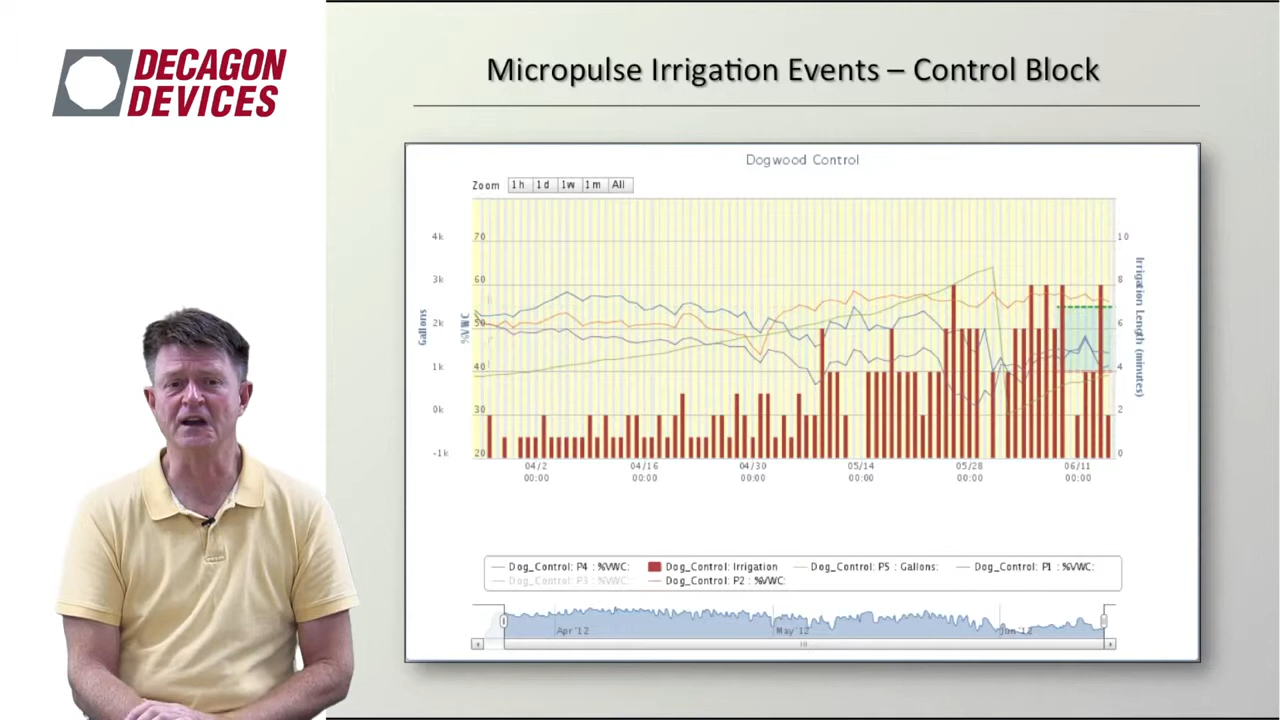 DECAGON
DEVICES
Micropulse Irrigation Events – Control Block
Dogwood Control
Zoom 1h 1d 1w 1m All
4k 70 10
3k 60 8
2k 50 6
1k 40 4
0k 30 2
-1k 20 0
Gallons
%VWC
Irrigation Length (minutes)
04/2 04/16 04/30 05/14 05/28 06/11
00:00 00:00 00:00 00:00 00:00 00:00
Dog_Control: P4 : %VWC: Dog_Control: Irrigation Dog_Control: P5 : Gallons: Dog_Control: P1 : %VWC:
Dog_Control: P3 : %VWC: Dog_Control: P2 : %VWC:
Apr'12 May'12 Jun'12